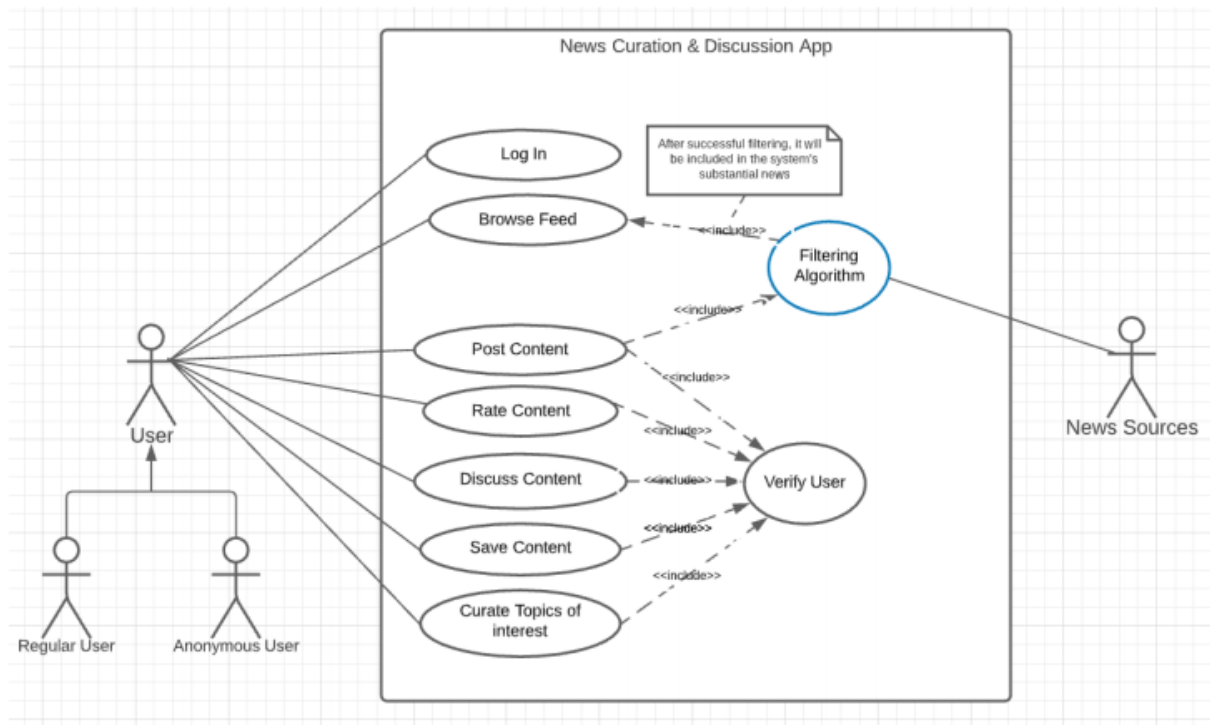 News Curation & Discussion App
Log In
After successful filtering, it will
be included in the system's
substantial news
Browse Feed
<<include>>
Filtering
Algorithm
<<include>>
Post Content
<<include>>
Rate Content
<<include>>
User
News Sources
Discuss Content
<<include>>
Verify User
Save Content
<<include>>
<<include>>
Curate Topics of
interest
Regular User
Anonymous User